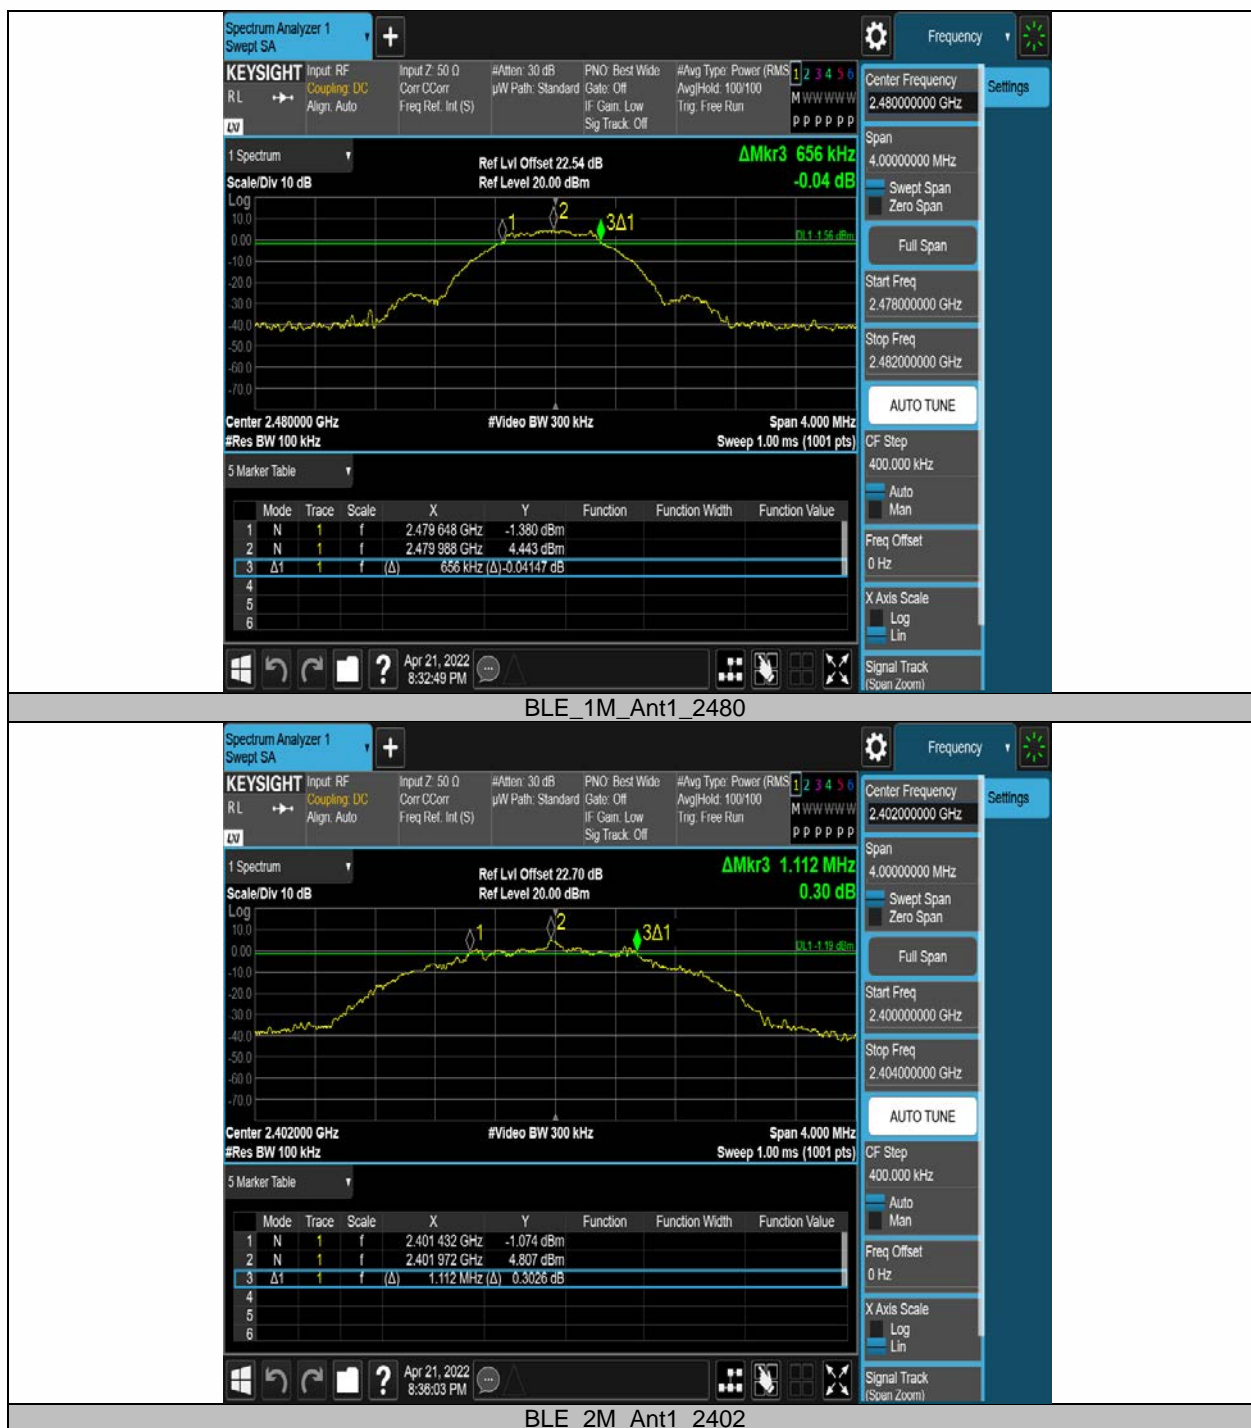 Spectrum Analyzer 1
Swept SA
Frequency
KEYSIGHT Input: RF Input Z: 50 Ω #Atten: 30 dB PNO: Best Wide #Avg Type: Power (RMS 1 2 3 4 5 6
RL Coupling: DC Corr CCorr µW Path: Standard Gate: Off Avg|Hold: 100/100 M W W W W W
Align: Auto Freq Ref: Int (S) IF Gain: Low Trig: Free Run
Sig Track: Off P P P P P P
LXI
Center Frequency
2.480000000 GHz
Settings
1 Spectrum
Ref Lvl Offset 22.54 dB
ΔMkr3 656 kHz
Scale/Div 10 dB
Ref Level 20.00 dBm
-0.04 dB
Span
4.00000000 MHz
Swept Span
Zero Span
Full Span
Log
10.0
0.00
-10.0
-20.0
-30.0
-40.0
-50.0
-60.0
-70.0
1
2
3Δ1
DL1 -1.56 dBm
Start Freq
2.478000000 GHz
Stop Freq
2.482000000 GHz
AUTO TUNE
Center 2.480000 GHz #Video BW 300 kHz Span 4.000 MHz
#Res BW 100 kHz Sweep 1.00 ms (1001 pts)
CF Step
400.000 kHz
Auto
Man
5 Marker Table
Mode Trace Scale X Y Function Function Width Function Value
1 N 1 f 2.479 648 GHz -1.380 dBm
2 N 1 f 2.479 988 GHz 4.443 dBm
3 Δ1 1 f (Δ) 656 kHz (Δ) -0.04147 dB
4
5
6
Freq Offset
0 Hz
X Axis Scale
Log
Lin
Signal Track
(Span Zoom)
?
Apr 21, 2022
8:32:49 PM
BLE_1M_Ant1_2480
Spectrum Analyzer 1
Swept SA
Frequency
KEYSIGHT Input: RF Input Z: 50 Ω #Atten: 30 dB PNO: Best Wide #Avg Type: Power (RMS 1 2 3 4 5 6
RL Coupling: DC Corr CCorr µW Path: Standard Gate: Off Avg|Hold: 100/100 M W W W W W
Align: Auto Freq Ref: Int (S) IF Gain: Low Trig: Free Run
Sig Track: Off P P P P P P
LXI
Center Frequency
2.402000000 GHz
Settings
1 Spectrum
Ref Lvl Offset 22.70 dB
ΔMkr3 1.112 MHz
Scale/Div 10 dB
Ref Level 20.00 dBm
0.30 dB
Span
4.00000000 MHz
Swept Span
Zero Span
Full Span
Log
10.0
0.00
-10.0
-20.0
-30.0
-40.0
-50.0
-60.0
-70.0
1
2
3Δ1
DL1 -1.19 dBm
Start Freq
2.400000000 GHz
Stop Freq
2.404000000 GHz
AUTO TUNE
Center 2.402000 GHz #Video BW 300 kHz Span 4.000 MHz
#Res BW 100 kHz Sweep 1.00 ms (1001 pts)
CF Step
400.000 kHz
Auto
Man
5 Marker Table
Mode Trace Scale X Y Function Function Width Function Value
1 N 1 f 2.401 432 GHz -1.074 dBm
2 N 1 f 2.401 972 GHz 4.807 dBm
3 Δ1 1 f (Δ) 1.112 MHz (Δ) 0.3026 dB
4
5
6
Freq Offset
0 Hz
X Axis Scale
Log
Lin
Signal Track
(Span Zoom)
?
Apr 21, 2022
8:36:03 PM
BLE_2M_Ant1_2402